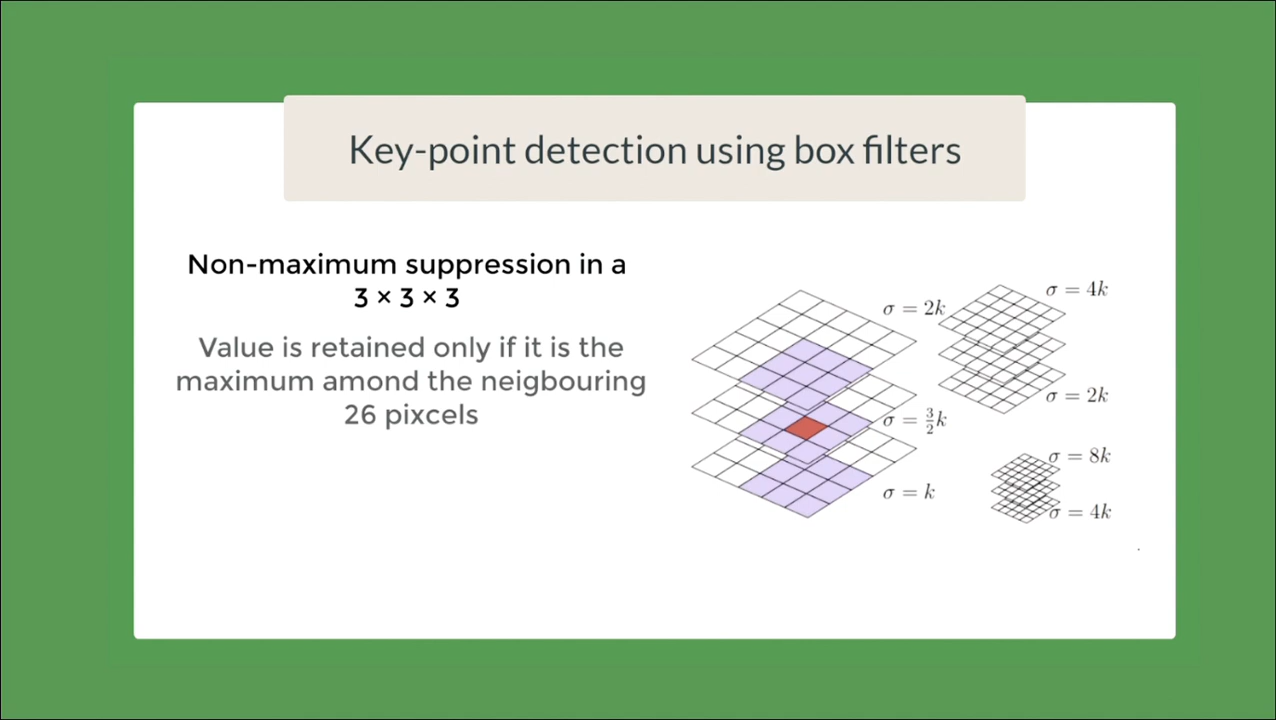 Key-point detection using box filters
Non-maximum suppression in a
3 × 3 × 3
Value is retained only if it is the
maximum amond the neigbouring
26 pixcels
σ = 2k
σ = 3/2 k
σ = k
σ = 4k
σ = 2k
σ = 8k
σ = 4k